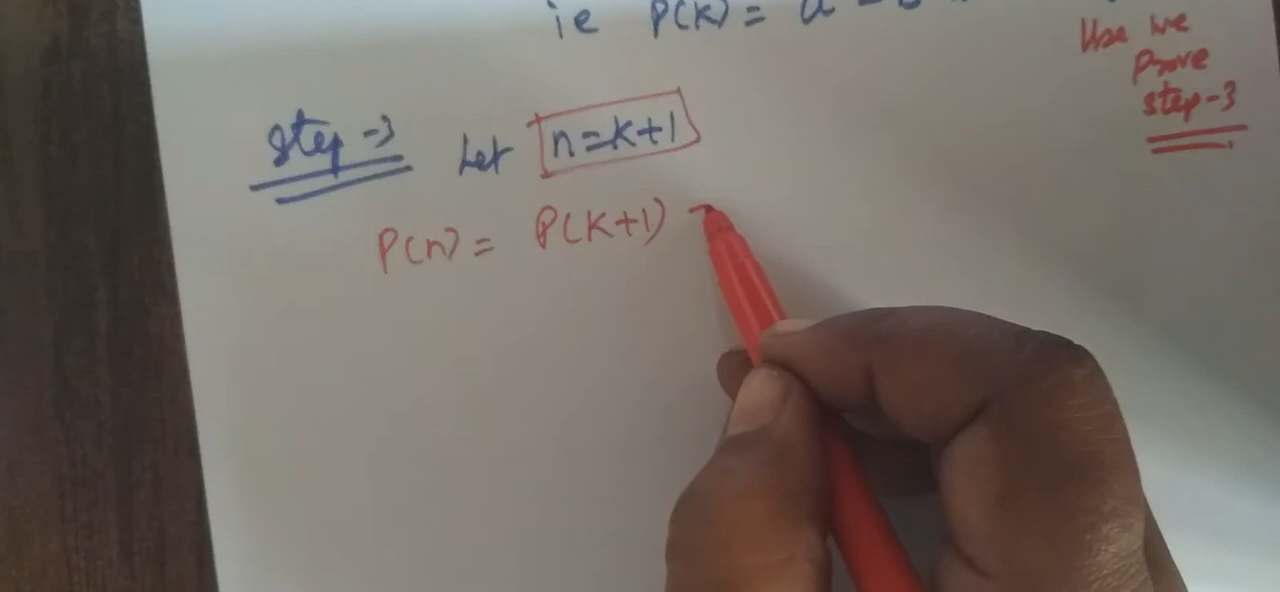 ie P(K) = a
Use we
Prove
step-3
Step-3 Let n=K+1
P(n) = P(K+1)